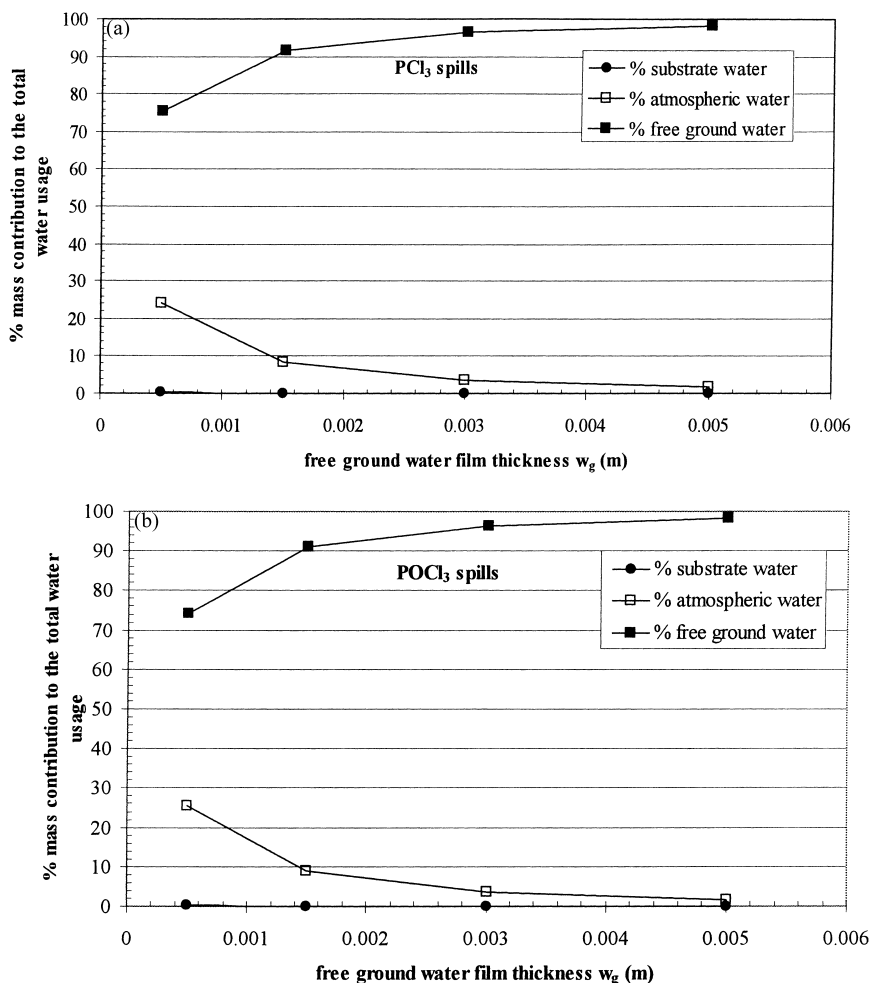 (a)
PCl₃ spills
% substrate water
% atmospheric water
% free ground water
% mass contribution to the total
water usage
100
90
80
70
60
50
40
30
20
10
0
0 0.001 0.002 0.003 0.004 0.005 0.006
free ground water film thickness w_g (m)
(b)
POCl₃ spills
% substrate water
% atmospheric water
% free ground water
% mass contribution to the total water
usage
100
90
80
70
60
50
40
30
20
10
0
0 0.001 0.002 0.003 0.004 0.005 0.006
free ground water film thickness w_g (m)